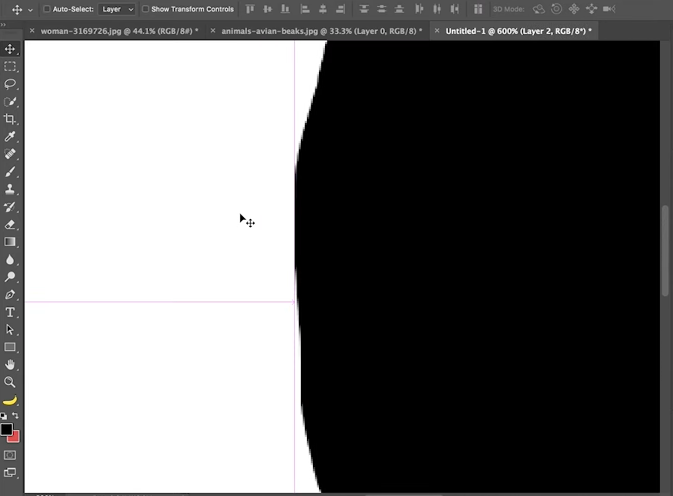 Auto-Select: Layer Show Transform Controls 3D Mode:
woman-3169726.jpg @ 44.1% (RGB/8#) * animals-avian-beaks.jpg @ 33.3% (Layer 0, RGB/8) * Untitled-1 @ 600% (Layer 2, RGB/8*) *
T